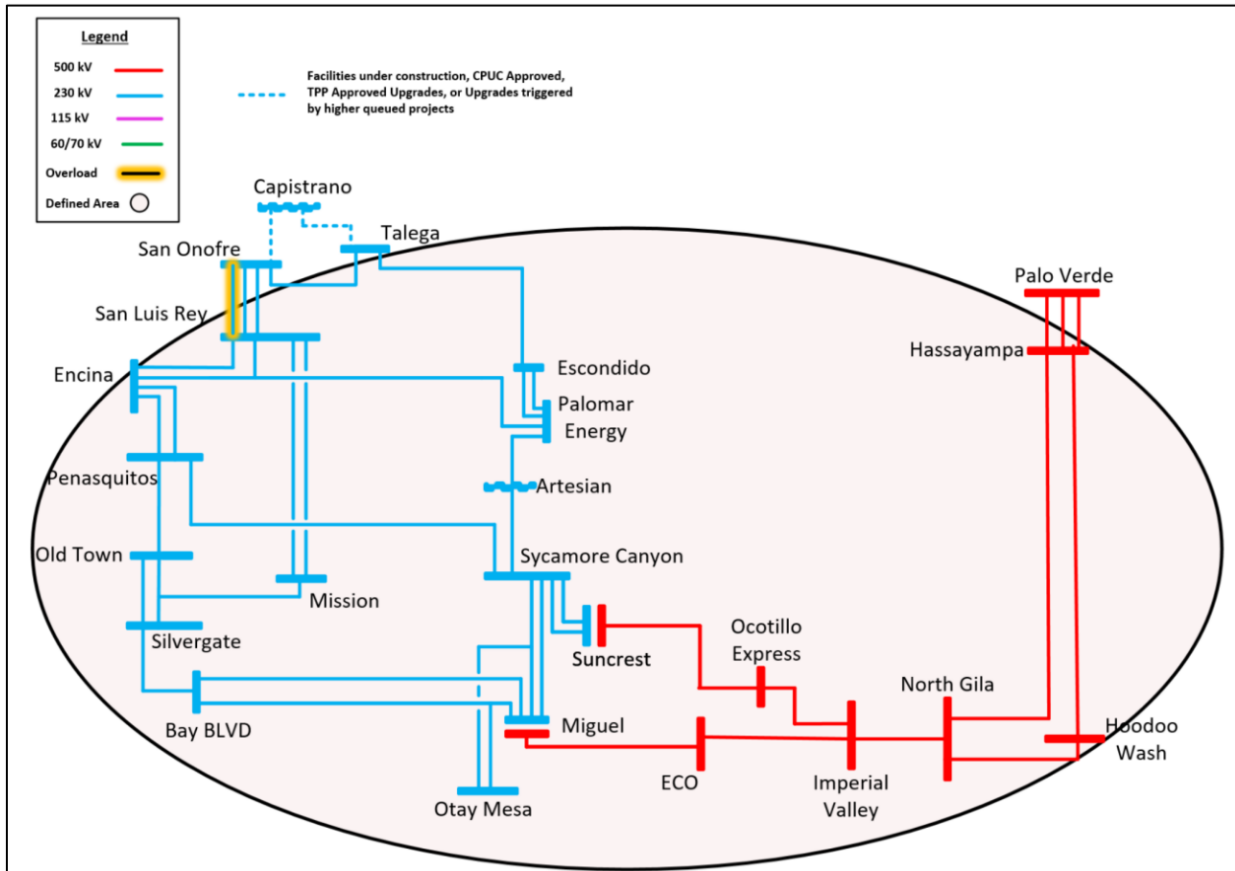 Legend
500 kV
230 kV
115 kV
60/70 kV
Overload
Defined Area
Facilities under construction, CPUC Approved,
TPP Approved Upgrades, or Upgrades triggered
by higher queued projects
Capistrano
Talega
San Onofre
San Luis Rey
Encina
Penasquitos
Old Town
Silvergate
Mission
Bay BLVD
Escondido
Palomar
Energy
Artesian
Sycamore Canyon
Suncrest
Miguel
Otay Mesa
Ocotillo
Express
ECO
Imperial
Valley
North Gila
Palo Verde
Hassayampa
Hoodoo
Wash